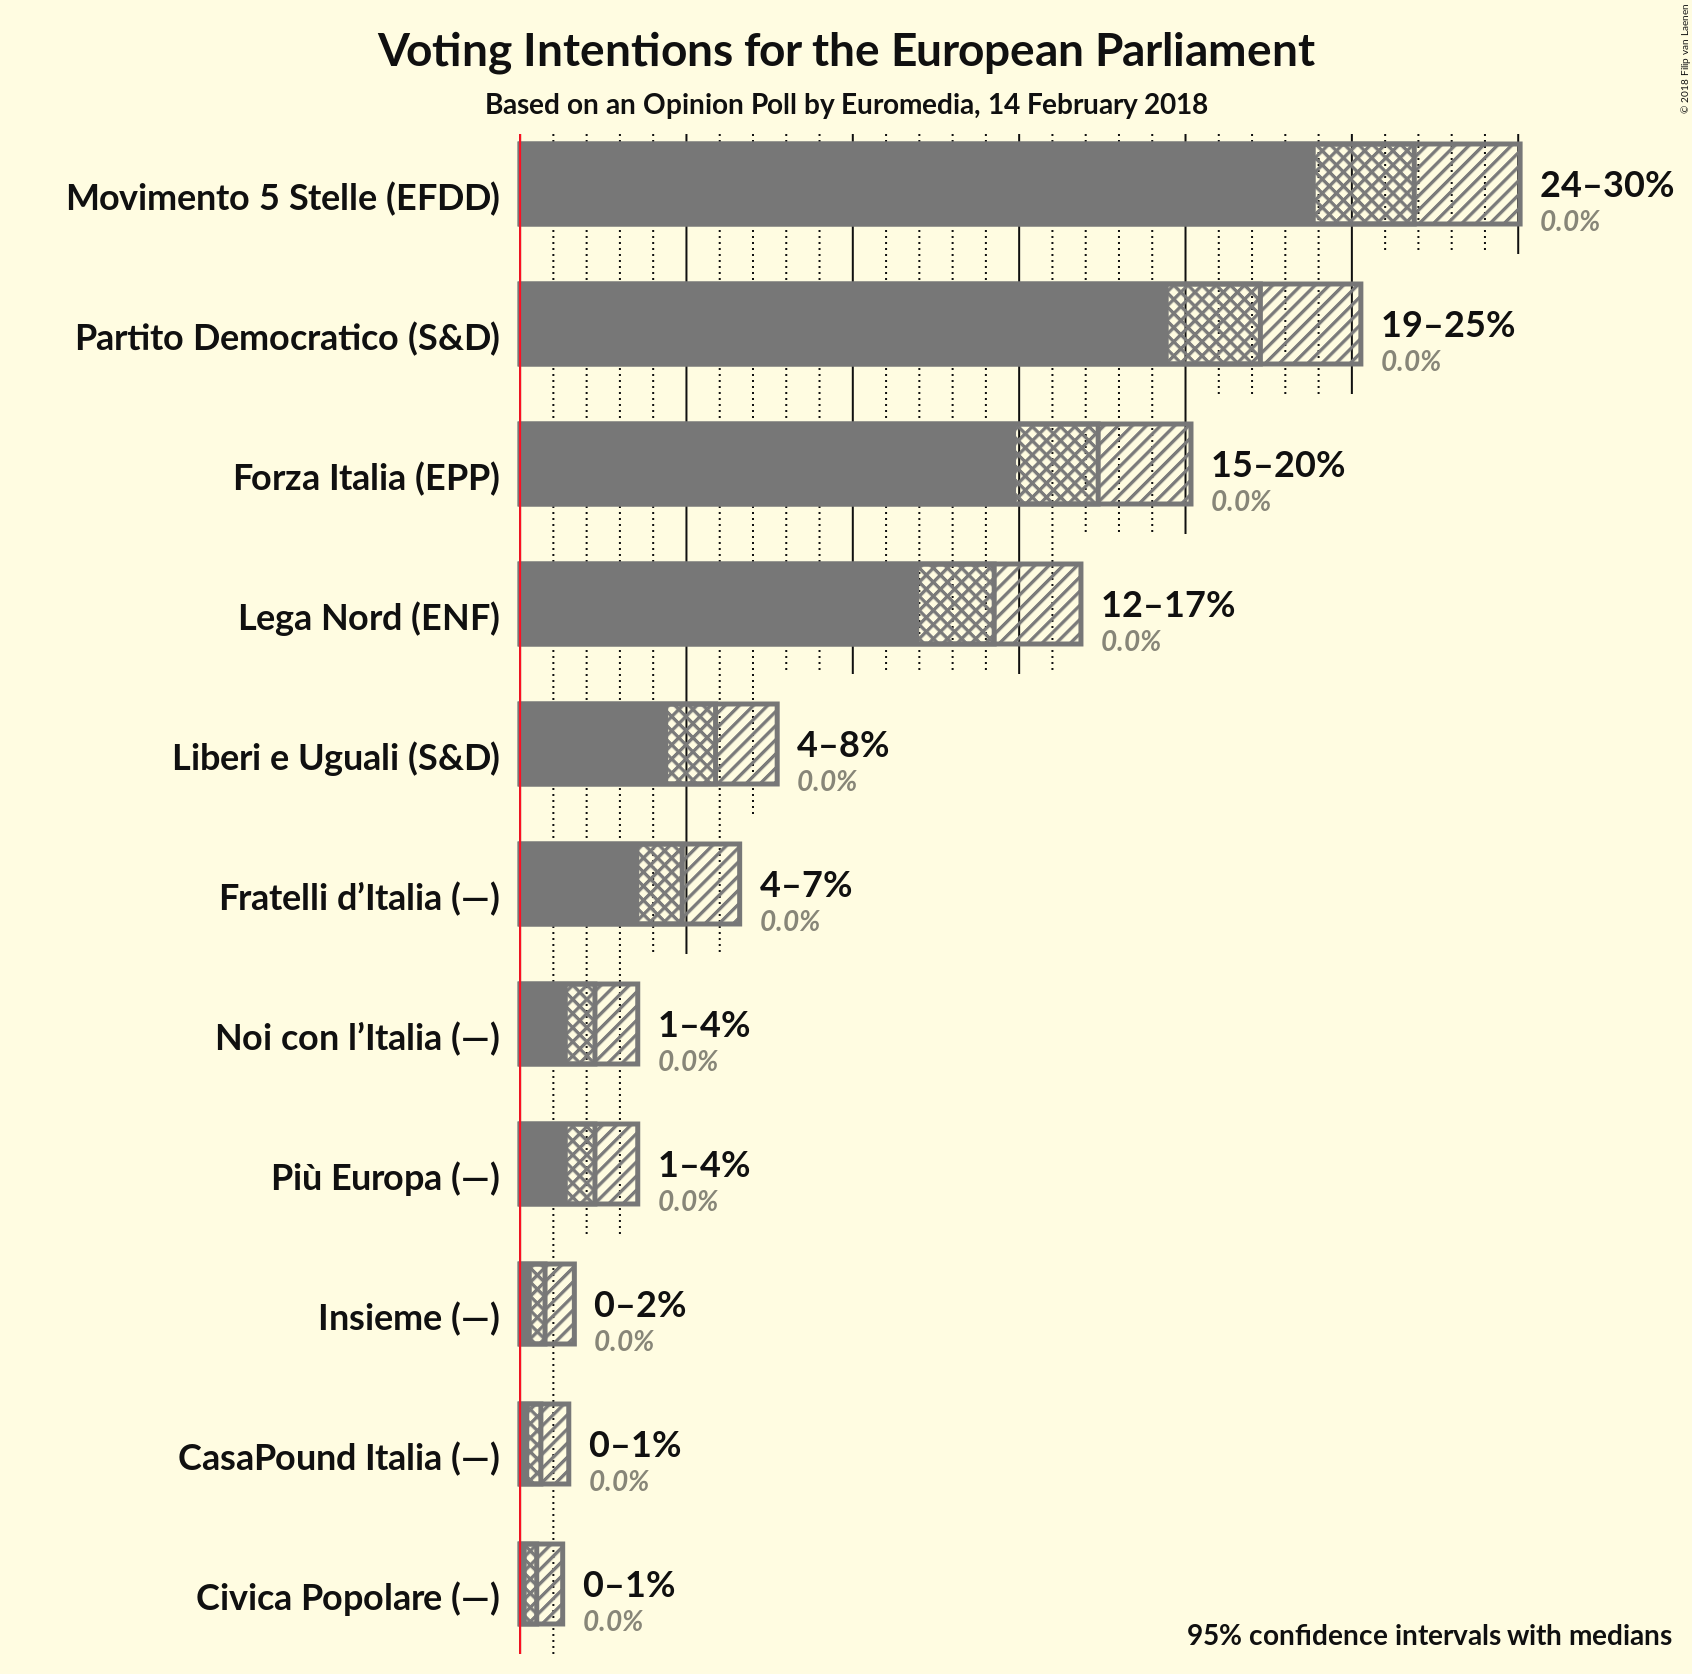 © 2018 Filip van Laenen
Voting Intentions for the European Parliament
Based on an Opinion Poll by Euromedia, 14 February 2018
Movimento 5 Stelle (EFDD)
24–30%
0.0%
Partito Democratico (S&D)
19–25%
0.0%
Forza Italia (EPP)
15–20%
0.0%
Lega Nord (ENF)
12–17%
0.0%
Liberi e Uguali (S&D)
4–8%
0.0%
Fratelli d’Italia (—)
4–7%
0.0%
Noi con l’Italia (—)
1–4%
0.0%
Più Europa (—)
1–4%
0.0%
Insieme (—)
0–2%
0.0%
CasaPound Italia (—)
0–1%
0.0%
Civica Popolare (—)
0–1%
0.0%
95% confidence intervals with medians